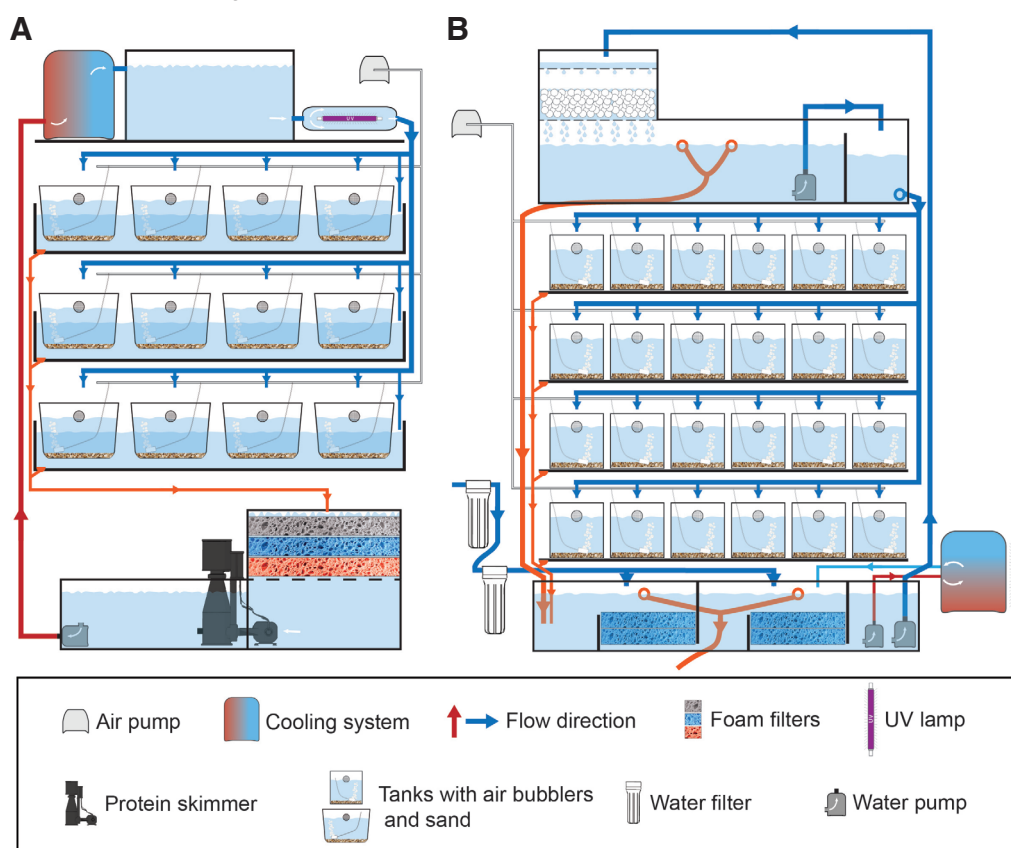 A
B
UV
Air pump
Cooling system
Flow direction
Foam filters
UV
UV lamp
Protein skimmer
Tanks with air bubblers
and sand
Water filter
Water pump